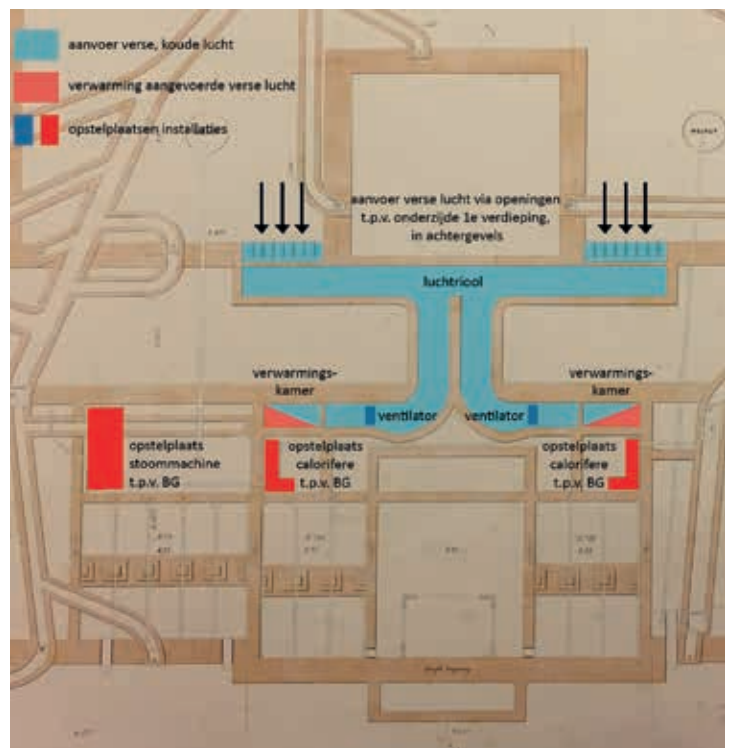 aanvoer verse, koude lucht
verwarming aangevoerde verse lucht
opstelplaatsen installaties
aanvoer verse lucht via openingen
t.p.v. onderzijde 1e verdieping,
in achtergevels
luchtriool
verwarmings-
kamer
verwarmings-
kamer
ventilator
ventilator
opstelplaats
stoommachine
t.p.v. BG
opstelplaats
calorifere
t.p.v. BG
opstelplaats
calorifere
t.p.v. BG